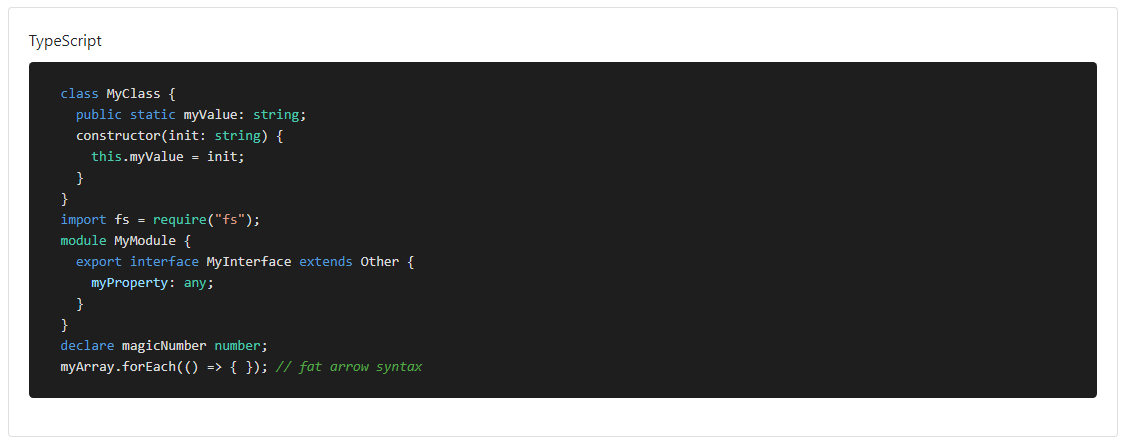 TypeScript
class MyClass {
  public static myValue: string;
  constructor(init: string) {
    this.myValue = init;
  }
}
import fs = require("fs");
module MyModule {
  export interface MyInterface extends Other {
    myProperty: any;
  }
}
declare magicNumber number;
myArray.forEach(() => { }); // fat arrow syntax